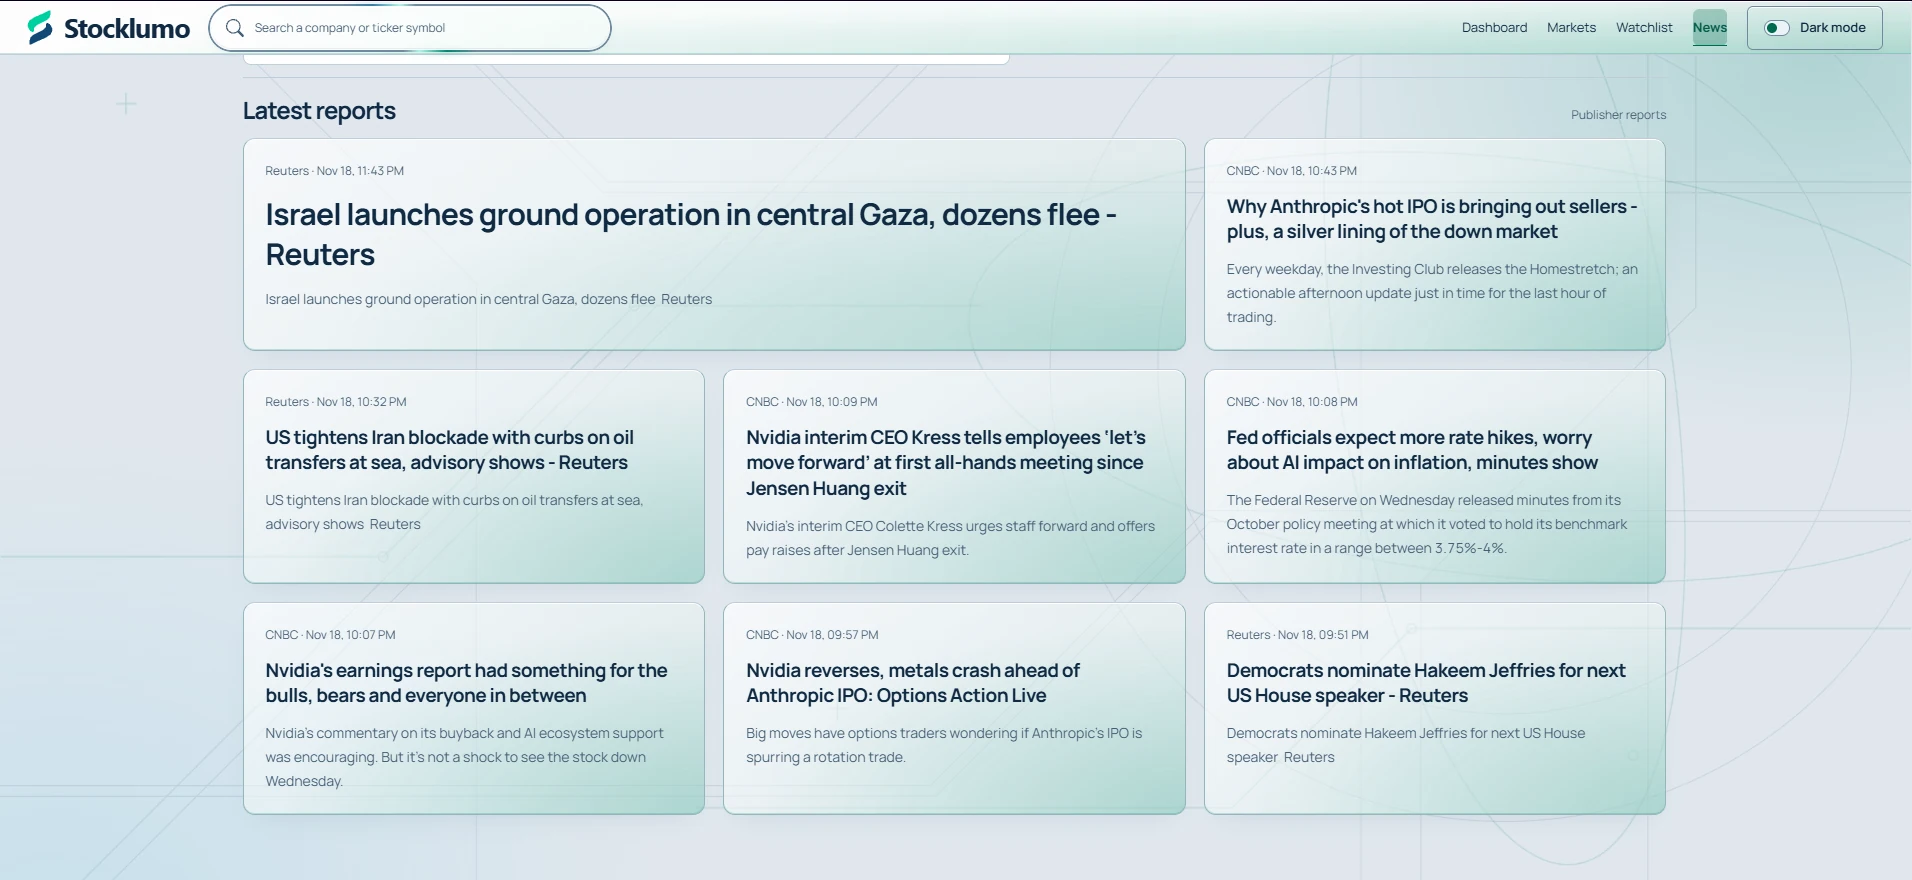 Stocklumo
Search a company or ticker symbol
Dashboard
Markets
Watchlist
News
Dark mode
Latest reports
Publisher reports
Reuters · Nov 18, 11:43 PM
Israel launches ground operation in central Gaza, dozens flee -
Reuters
Israel launches ground operation in central Gaza, dozens flee  Reuters
CNBC · Nov 18, 10:43 PM
Why Anthropic's hot IPO is bringing out sellers -
plus, a silver lining of the down market
Every weekday, the Investing Club releases the Homestretch; an
actionable afternoon update just in time for the last hour of
trading.
Reuters · Nov 18, 10:32 PM
US tightens Iran blockade with curbs on oil
transfers at sea, advisory shows - Reuters
US tightens Iran blockade with curbs on oil transfers at sea,
advisory shows  Reuters
CNBC · Nov 18, 10:09 PM
Nvidia interim CEO Kress tells employees ‘let’s
move forward’ at first all-hands meeting since
Jensen Huang exit
Nvidia’s interim CEO Colette Kress urges staff forward and offers
pay raises after Jensen Huang exit.
CNBC · Nov 18, 10:08 PM
Fed officials expect more rate hikes, worry
about AI impact on inflation, minutes show
The Federal Reserve on Wednesday released minutes from its
October policy meeting at which it voted to hold its benchmark
interest rate in a range between 3.75%-4%.
CNBC · Nov 18, 10:07 PM
Nvidia's earnings report had something for the
bulls, bears and everyone in between
Nvidia's commentary on its buyback and AI ecosystem support
was encouraging. But it's not a shock to see the stock down
Wednesday.
CNBC · Nov 18, 09:57 PM
Nvidia reverses, metals crash ahead of
Anthropic IPO: Options Action Live
Big moves have options traders wondering if Anthropic's IPO is
spurring a rotation trade.
Reuters · Nov 18, 09:51 PM
Democrats nominate Hakeem Jeffries for next
US House speaker - Reuters
Democrats nominate Hakeem Jeffries for next US House
speaker  Reuters